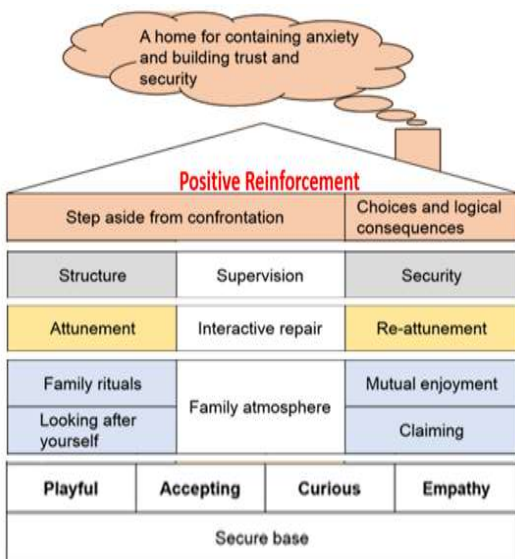 A home for containing anxiety
and building trust and
security
Positive Reinforcement
Step aside from confrontation
Choices and logical
consequences
Structure
Supervision
Security
Attunement
Interactive repair
Re-attunement
Family rituals
Family atmosphere
Mutual enjoyment
Looking after
yourself
Claiming
Playful
Accepting
Curious
Empathy
Secure base